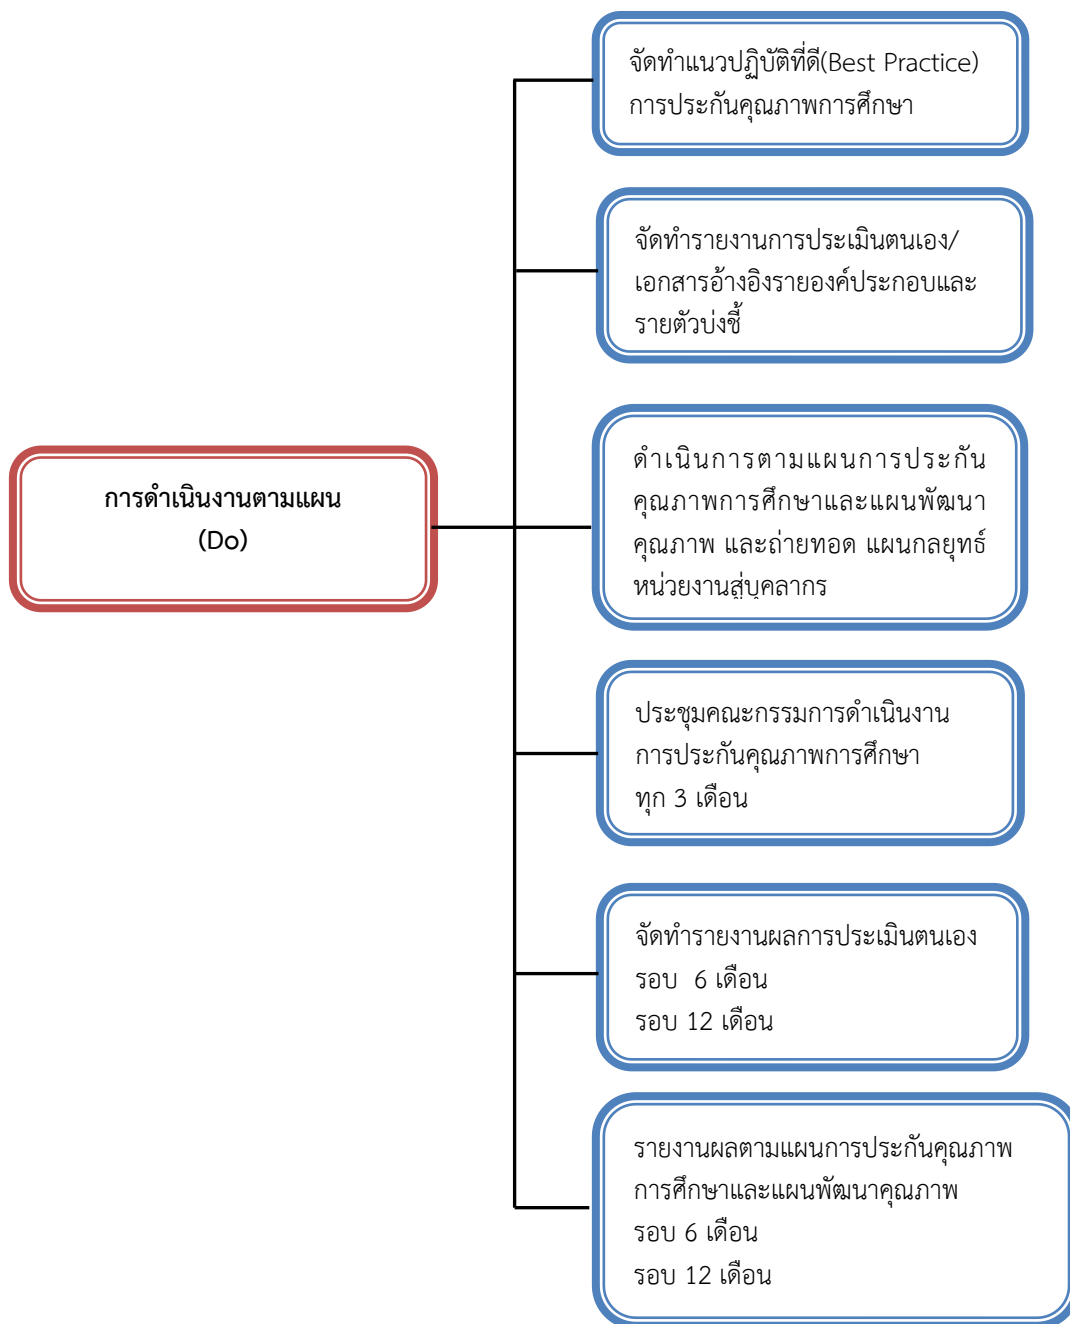 จัดทำแนวปฏิบัติที่ดี(Best Practice)
การประกันคุณภาพการศึกษา
จัดทำรายงานการประเมินตนเอง/
เอกสารอ้างอิงรายองค์ประกอบและ
รายตัวบ่งชี้
การดำเนินงานตามแผน
(Do)
ดำเนินการตามแผนการประกัน
คุณภาพการศึกษาและแผนพัฒนา
คุณภาพ และถ่ายทอด แผนกลยุทธ์
หน่วยงานสู่บุคลากร
ประชุมคณะกรรมการดำเนินงาน
การประกันคุณภาพการศึกษา
ทุก 3 เดือน
จัดทำรายงานผลการประเมินตนเอง
รอบ  6 เดือน
รอบ 12 เดือน
รายงานผลตามแผนการประกันคุณภาพ
การศึกษาและแผนพัฒนาคุณภาพ
รอบ 6 เดือน
รอบ 12 เดือน